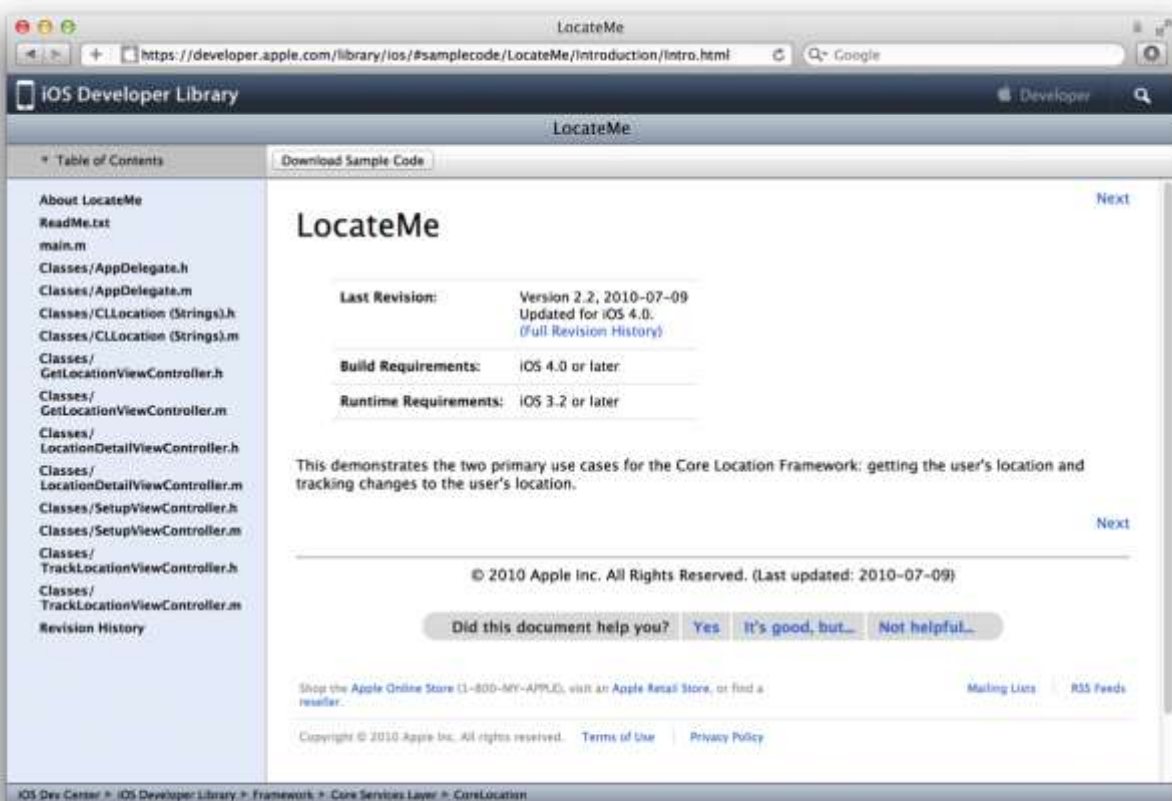 LocateMe
https://developer.apple.com/library/ios/#samplecode/LocateMe/Introduction/Intro.html
Google
iOS Developer Library
Developer
LocateMe
Table of Contents
Download Sample Code
About LocateMe
ReadMe.txt
main.m
Classes/AppDelegate.h
Classes/AppDelegate.m
Classes/CLLocation (Strings).h
Classes/CLLocation (Strings).m
Classes/
GetLocationViewController.h
Classes/
GetLocationViewController.m
Classes/
LocationDetailViewController.h
Classes/
LocationDetailViewController.m
Classes/SetupViewController.h
Classes/SetupViewController.m
Classes/
TrackLocationViewController.h
Classes/
TrackLocationViewController.m
Revision History
Next
LocateMe
Last Revision: Version 2.2, 2010-07-09
Updated for iOS 4.0.
(Full Revision History)
Build Requirements: iOS 4.0 or later
Runtime Requirements: iOS 3.2 or later
This demonstrates the two primary use cases for the Core Location Framework: getting the user's location and
tracking changes to the user's location.
Next
© 2010 Apple Inc. All Rights Reserved. (Last updated: 2010-07-09)
Did this document help you? Yes It's good, but... Not helpful...
Shop the Apple Online Store (1-800-MY-APPLE), visit an Apple Retail Store, or find a
reseller.
Mailing Lists RSS Feeds
Copyright © 2010 Apple Inc. All rights reserved. Terms of Use Privacy Policy
iOS Dev Center iOS Developer Library Framework Core Services Layer CoreLocation